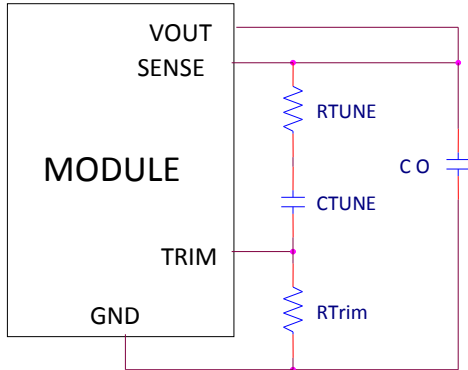 VOUT
SENSE
RTUNE
MODULE
C O
CTUNE
TRIM
GND
RTrim